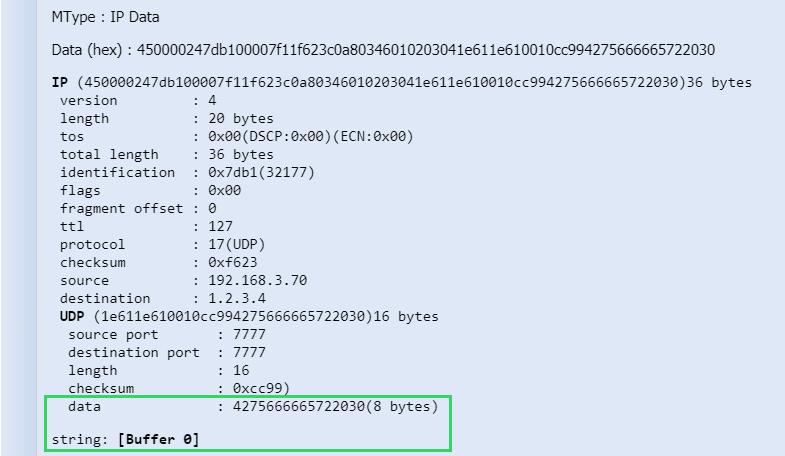 MType : IP Data
Data (hex) : 450000247db100007f11f623c0a80346010203041e611e610010cc994275666665722030
IP (450000247db100007f11f623c0a80346010203041e611e610010cc994275666665722030)36 bytes
version : 4
length : 20 bytes
tos : 0x00(DSCP:0x00)(ECN:0x00)
total length : 36 bytes
identification : 0x7db1(32177)
flags : 0x00
fragment offset : 0
ttl : 127
protocol : 17(UDP)
checksum : 0xf623
source : 192.168.3.70
destination : 1.2.3.4
UDP (1e611e610010cc994275666665722030)16 bytes
source port : 7777
destination port : 7777
length : 16
checksum : 0xcc99)
data : 4275666665722030(8 bytes)
string: [Buffer 0]